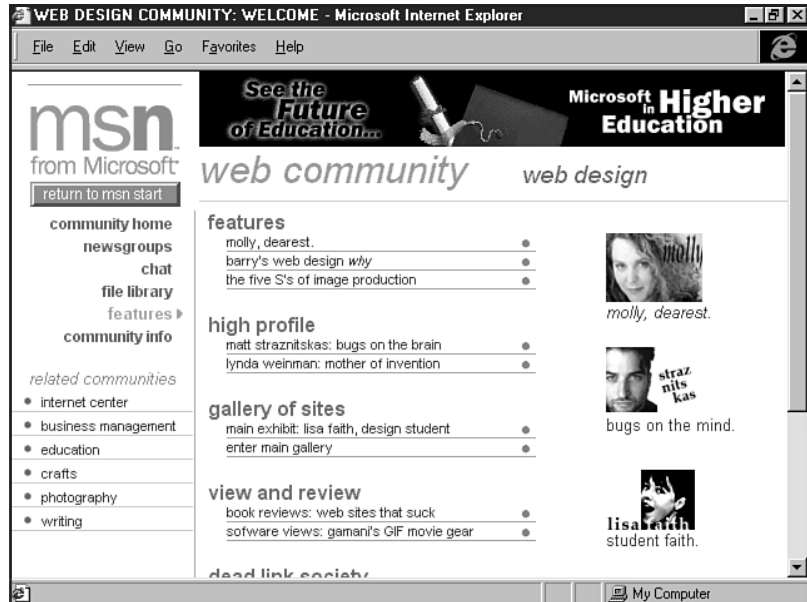 WEB DESIGN COMMUNITY: WELCOME - Microsoft Internet Explorer
File Edit View Go Favorites Help
msn
from Microsoft
return to msn start
community home
newsgroups
chat
file library
features
community info
related communities
internet center
business management
education
crafts
photography
writing
See the
Future
of Education...
Microsoft in Higher
Education
web community web design
features
molly, dearest.
barry's web design why
the five S's of image production
high profile
matt straznitskas: bugs on the brain
lynda weinman: mother of invention
gallery of sites
main exhibit: lisa faith, design student
enter main gallery
view and review
book reviews: web sites that suck
sofware views: gamani's GIF movie gear
dead link society
molly
molly, dearest.
straz
nits
kas
bugs on the mind.
lisa faith
student faith.
My Computer